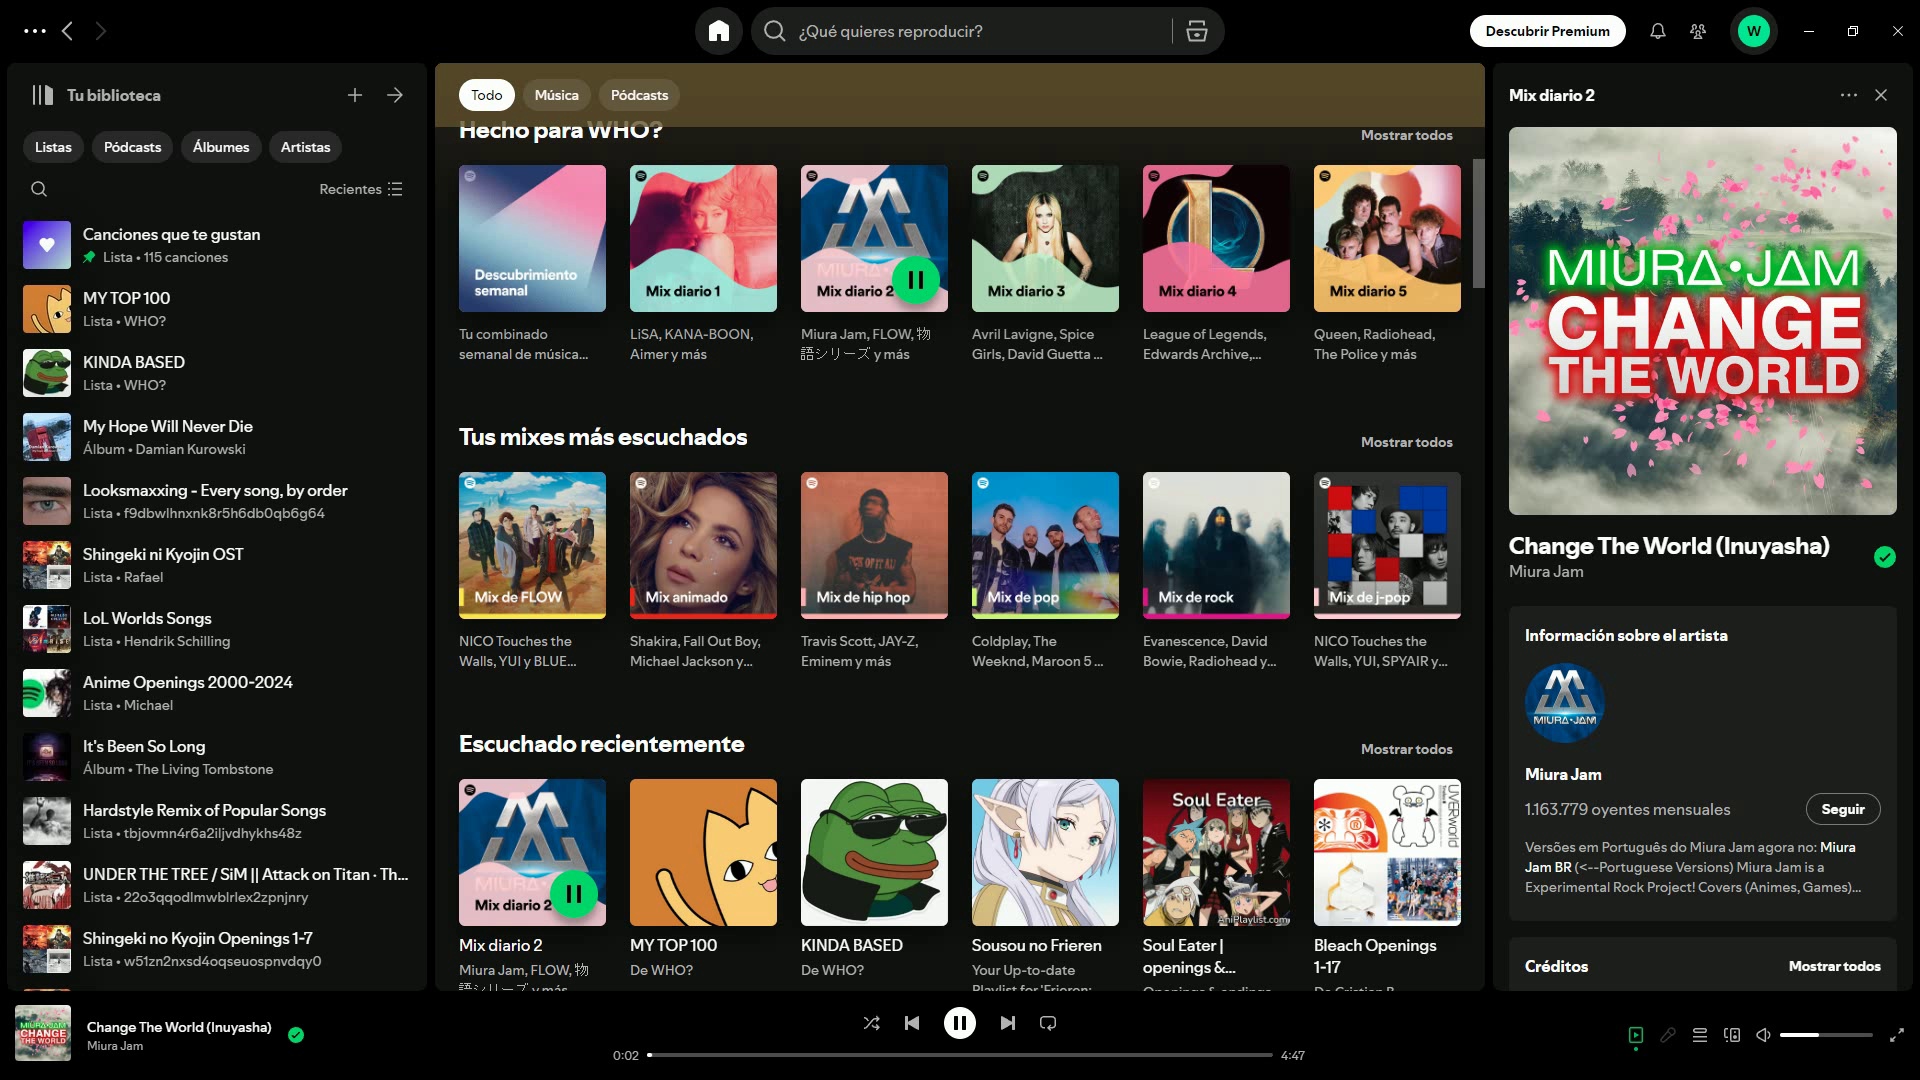 ¿Qué quieres reproducir?
Descubrir Premium
W
Tu biblioteca
Listas
Pódcasts
Álbumes
Artistas
Recientes
Canciones que te gustan
Lista • 115 canciones
MY TOP 100
Lista • WHO?
KINDA BASED
Lista • WHO?
My Hope Will Never Die
Álbum • Damian Kurowski
Looksmaxxing - Every song, by order
Lista • f9dbwlhnxnk8r5h6db0qb6g64
Shingeki ni Kyojin OST
Lista • Rafael
LoL Worlds Songs
Lista • Hendrik Schilling
Anime Openings 2000-2024
Lista • Michael
It's Been So Long
Álbum • The Living Tombstone
Hardstyle Remix of Popular Songs
Lista • tbjovmn4r6a2iljvdhykhs48z
UNDER THE TREE / SiM || Attack on Titan · Th...
Lista • 22o3qqodlmwblrlex2zpnjnry
Shingeki no Kyojin Openings 1-7
Lista • w51zn2nxsd4oqseuospnvdqy0
Todo
Música
Pódcasts
Hecho para WHO?
Mostrar todos
Descubrimiento
semanal
Mix diario 1
MIURA•
Mix diario 2
Mix diario 3
Mix diario 4
Mix diario 5
Tu combinado
semanal de música...
LiSA, KANA-BOON,
Aimer y más
Miura Jam, FLOW, 物
語シリーズ y más
Avril Lavigne, Spice
Girls, David Guetta ...
League of Legends,
Edwards Archive,...
Queen, Radiohead,
The Police y más
Tus mixes más escuchados
Mostrar todos
Mix de FLOW
Mix animado
Mix de hip hop
Mix de pop
Mix de rock
Mix de j-pop
NICO Touches the
Walls, YUI y BLUE...
Shakira, Fall Out Boy,
Michael Jackson y...
Travis Scott, JAY-Z,
Eminem y más
Coldplay, The
Weeknd, Maroon 5 ...
Evanescence, David
Bowie, Radiohead y...
NICO Touches the
Walls, YUI, SPYAIR y...
Escuchado recientemente
Mostrar todos
Mix diario 2
Soul Eater
AniPlaylist.com
UVERworld
Mix diario 2
Miura Jam, FLOW, 物
語シリーズ y más
MY TOP 100
De WHO?
KINDA BASED
De WHO?
Sousou no Frieren
Your Up-to-date
Playlist for 'Frieren:
Soul Eater |
openings &...
Openings & endings
Bleach Openings
1-17
De Cristian B
Mix diario 2
MIURA•JAM
CHANGE
THE WORLD
Change The World (Inuyasha)
Miura Jam
Información sobre el artista
MIURA•JAM
Miura Jam
1.163.779 oyentes mensuales
Seguir
Versões em Português do Miura Jam agora no: Miura
Jam BR (<--Portuguese Versions) Miura Jam is a
Experimental Rock Project! Covers (Animes, Games)...
Créditos
Mostrar todos
MIURA•JAM
CHANGE
THE WORLD
Change The World (Inuyasha)
Miura Jam
0:02
4:47